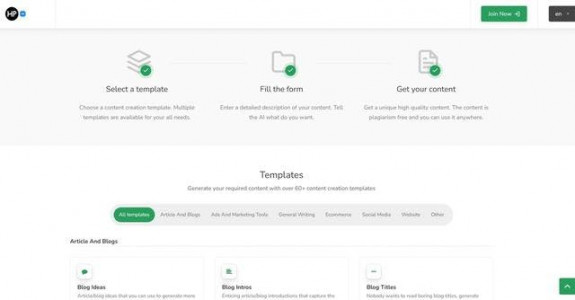 HP
Join Now
en
Select a template
Fill the form
Get your content
Choose a content creation template. Multiple
templates are available for your all needs.
Enter a detailed description of your content. Tell
the AI what do you want.
Get a unique high quality content. The content is
plagiarism free and you can use it anywhere.
Templates
Generate your required content with over 60+ content creation templates
All templates
Article And Blogs
Ads And Marketing Tools
General Writing
Ecommerce
Social Media
Website
Other
Article And Blogs
Blog Ideas
Article/blog ideas that you can use to generate more
Blog Intros
Enticing article/blog introductions that capture the
Blog Titles
Nobody wants to read boring blog titles, generate